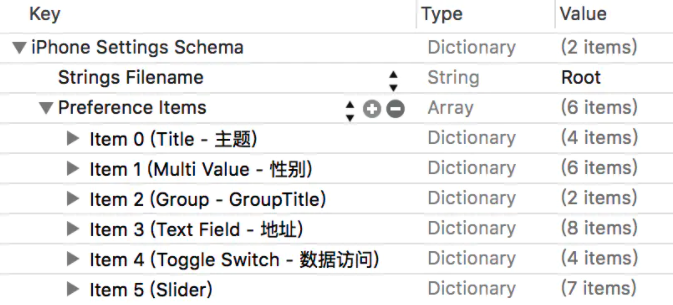 Key Type Value
iPhone Settings Schema Dictionary (2 items)
Strings Filename String Root
Preference Items Array (6 items)
Item 0 (Title - 主题) Dictionary (4 items)
Item 1 (Multi Value - 性别) Dictionary (6 items)
Item 2 (Group - GroupTitle) Dictionary (2 items)
Item 3 (Text Field - 地址) Dictionary (8 items)
Item 4 (Toggle Switch - 数据访问) Dictionary (4 items)
Item 5 (Slider) Dictionary (7 items)